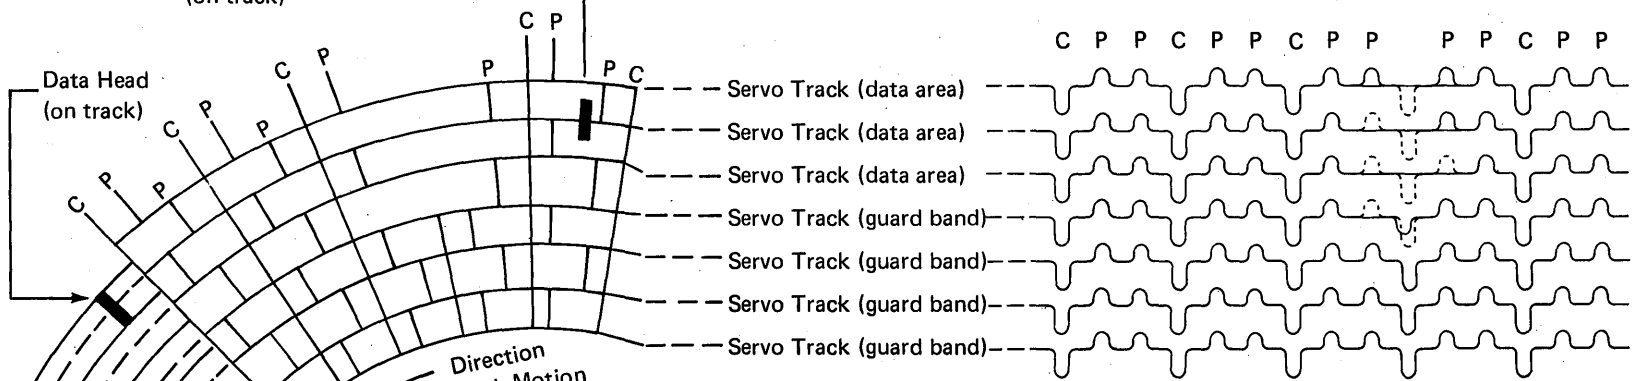 (on track)
C P
C P P P C
Data Head
(on track)
C P P
C P P
C
C P P C P P C P P P P C P P
Servo Track (data area)
Servo Track (data area)
Servo Track (data area)
Servo Track (guard band)
Servo Track (guard band)
Servo Track (guard band)
Servo Track (guard band)
Direction
Motion